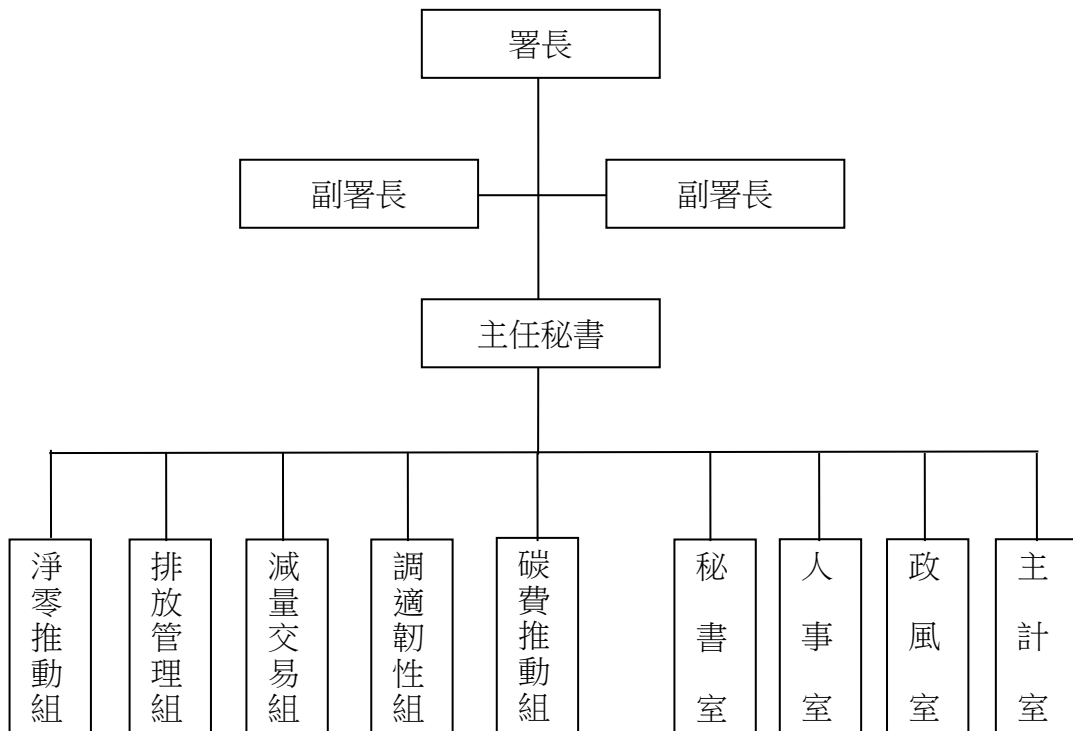 署長
副署長
副署長
主任秘書
淨零推動組
排放管理組
減量交易組
調適韌性組
碳費推動組
秘書室
人事室
政風室
主計室